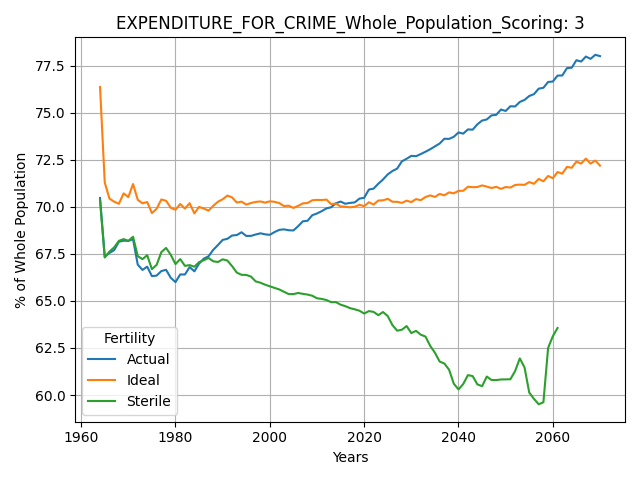 EXPENDITURE_FOR_CRIME_Whole_Population_Scoring: 3
% of Whole Population
77.5
75.0
72.5
70.0
67.5
65.0
62.5
60.0
Fertility
Actual
Ideal
Sterile
1960 1980 2000 2020 2040 2060
Years